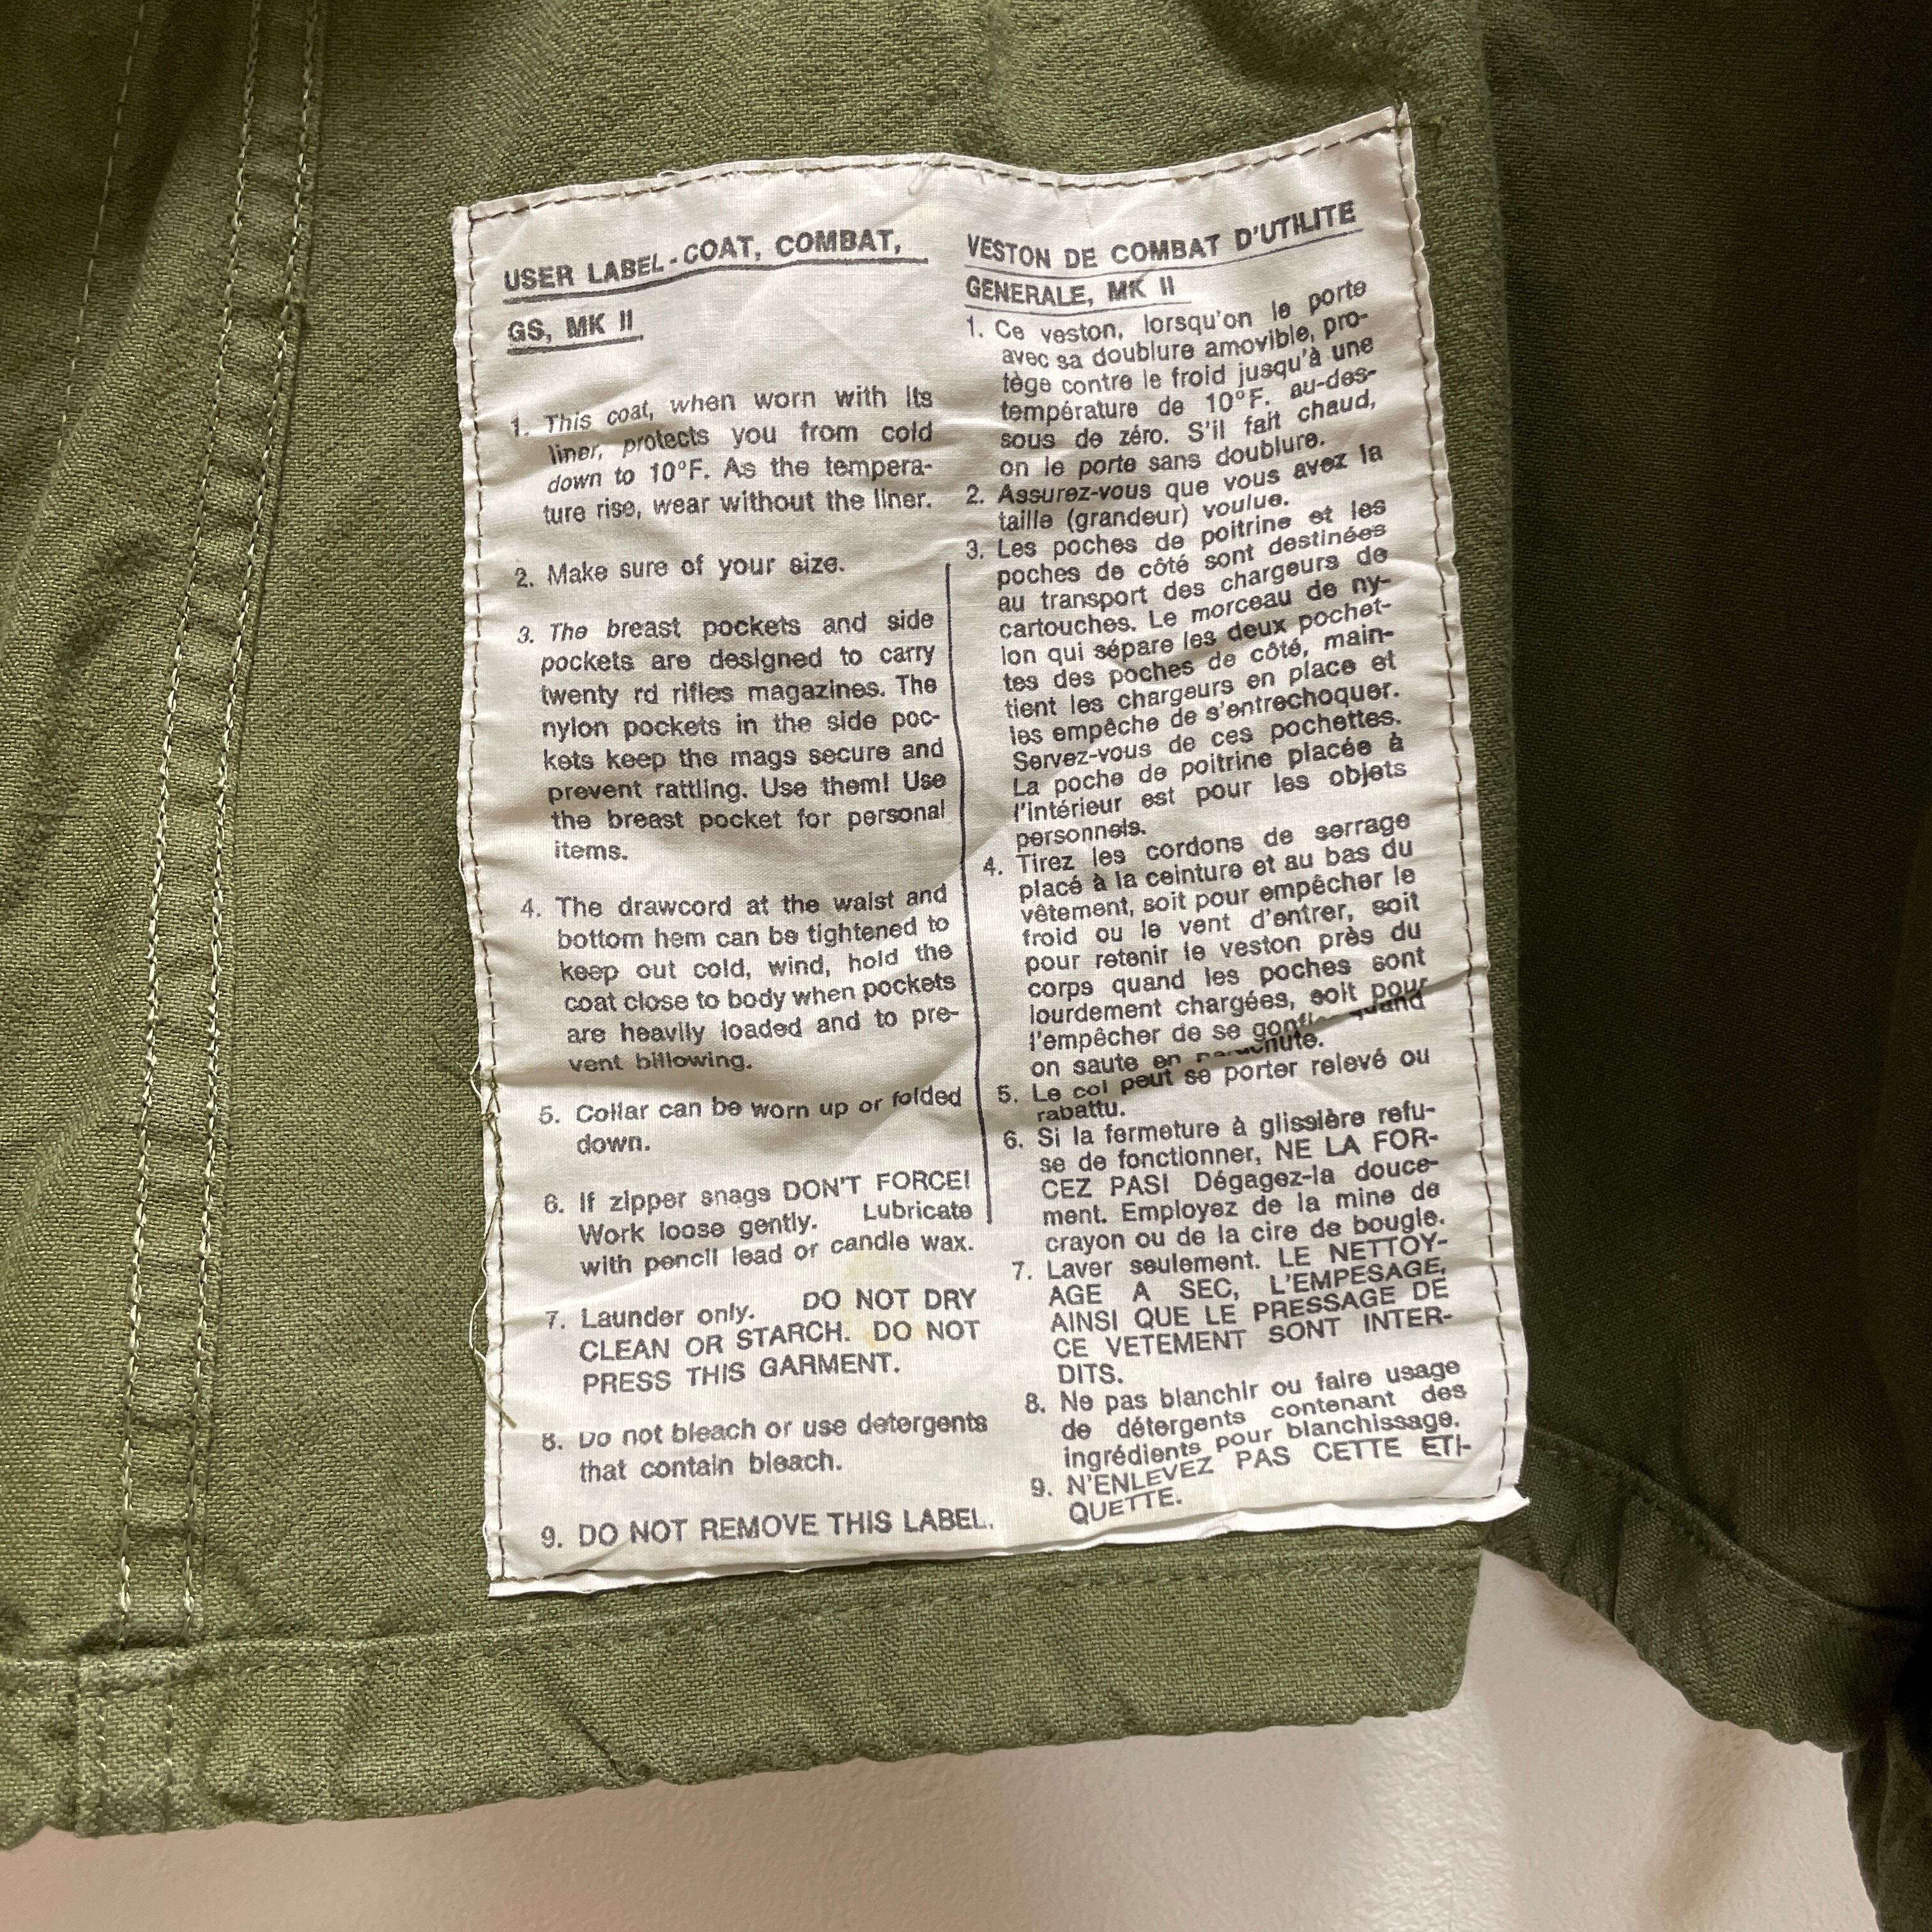 USER LABEL - COAT, COMBAT,
GS, MK II
1. This coat, when worn with its
liner, protects you from cold
down to 10°F. As the tempera-
ture rise, wear without the liner.
2. Make sure of your size.
3. The breast pockets and side
pockets are designed to carry
twenty rd rifles magazines. The
nylon pockets in the side poc-
kets keep the mags secure and
prevent rattling. Use them! Use
the breast pocket for personal
items.
4. The drawcord at the waist and
bottom hem can be tightened to
keep out cold, wind, hold the
coat close to body when pockets
are heavily loaded and to pre-
vent billowing.
5. Collar can be worn up or folded
down.
6. If zipper snags DON'T FORCE!
Work loose gently. Lubricate
with pencil lead or candle wax.
7. Launder only. DO NOT DRY
CLEAN OR STARCH. DO NOT
PRESS THIS GARMENT.
8. Do not bleach or use detergents
that contain bleach.
9. DO NOT REMOVE THIS LABEL.
VESTON DE COMBAT D'UTILITE
GENERALE, MK II
1. Ce veston, lorsqu'on le porte
avec sa doublure amovible, pro-
tège contre le froid jusqu'à une
température de 10°F. au-des-
sous de zéro. S'il fait chaud,
on le porte sans doublure.
2. Assurez-vous que vous avez la
taille (grandeur) voulue.
3. Les poches de poitrine et les
poches de côté sont destinées
au transport des chargeurs de
cartouches. Le morceau de ny-
lon qui sépare les deux pochet-
tes des poches de côté, main-
tient les chargeurs en place et
les empêche de s'entrechoquer.
Servez-vous de ces pochettes.
La poche de poitrine placée à
l'intérieur est pour les objets
personnels.
4. Tirez les cordons de serrage
placé à la ceinture et au bas du
vêtement, soit pour empêcher le
froid ou le vent d'entrer, soit
pour retenir le veston près du
corps quand les poches sont
lourdement chargées, soit pour
l'empêcher de se quand
on saute en
5. Le col peut se porter relevé ou
rabattu.
6. Si la fermeture à glissière refu-
se de fonctionner, NE LA FOR-
CEZ PAS! Dégagez-la douce-
ment. Employez de la mine de
crayon ou de la cire de bougie.
7. Laver seulement. LE NETTOY-
AGE A SEC, L'EMPESAGE,
AINSI QUE LE PRESSAGE DE
CE VETEMENT SONT INTER-
DITS.
8. Ne pas blanchir ou faire usage
de détergents contenant des
ingrédients pour blanchissage.
9. N'ENLEVEZ PAS CETTE ETI-
QUETTE.